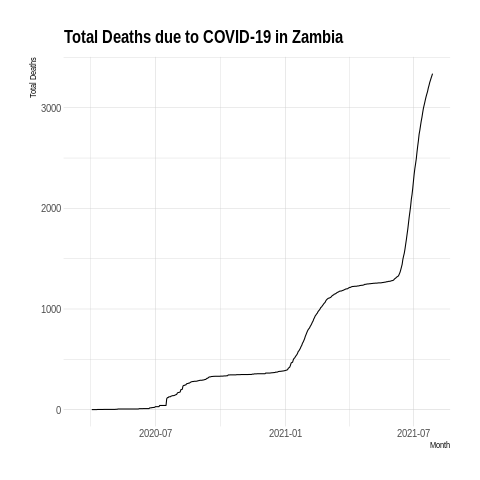 Total Deaths due to COVID-19 in Zambia
Total Deaths
3000
2000
1000
0
2020-07
2021-01
2021-07
Month